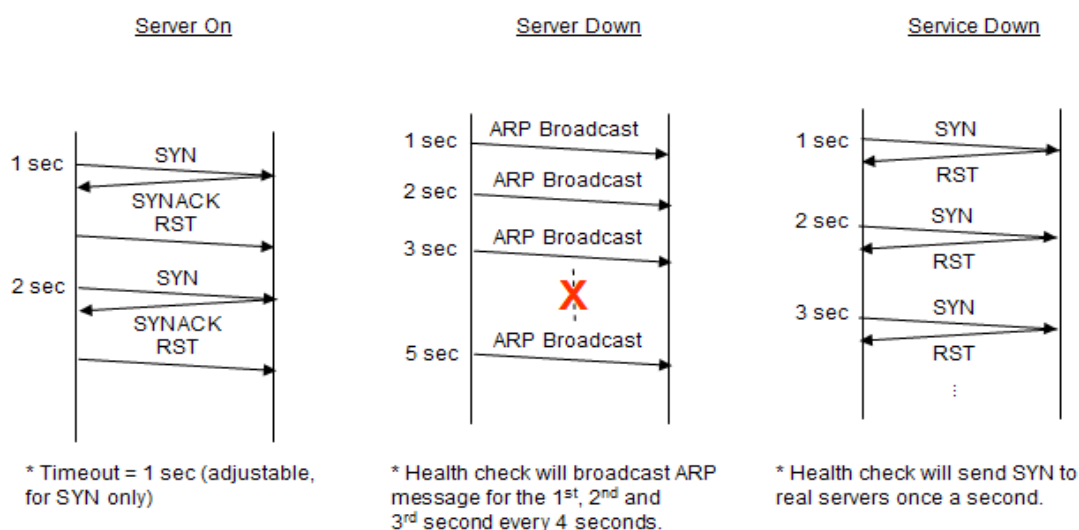 Server On
1 sec
SYN
SYNACK
RST
2 sec
SYN
SYNACK
RST
* Timeout = 1 sec (adjustable,
for SYN only)
Server Down
1 sec
ARP Broadcast
2 sec
ARP Broadcast
3 sec
ARP Broadcast
X
5 sec
ARP Broadcast
* Health check will broadcast ARP
message for the 1st, 2nd and
3rd second every 4 seconds.
Service Down
1 sec
SYN
RST
2 sec
SYN
RST
3 sec
SYN
RST
...
* Health check will send SYN to
real servers once a second.